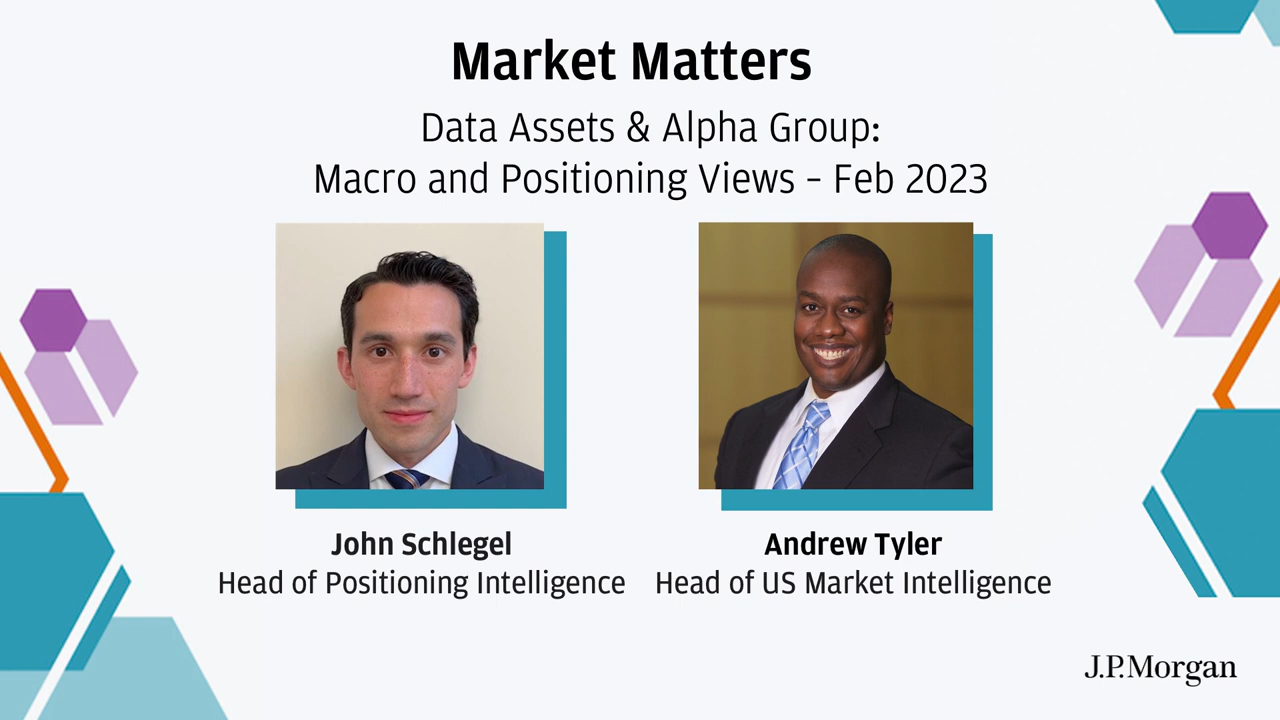 Market Matters
Data Assets & Alpha Group:
Macro and Positioning Views – Feb 2023
John Schlegel
Head of Positioning Intelligence
Andrew Tyler
Head of US Market Intelligence
J.P.Morgan